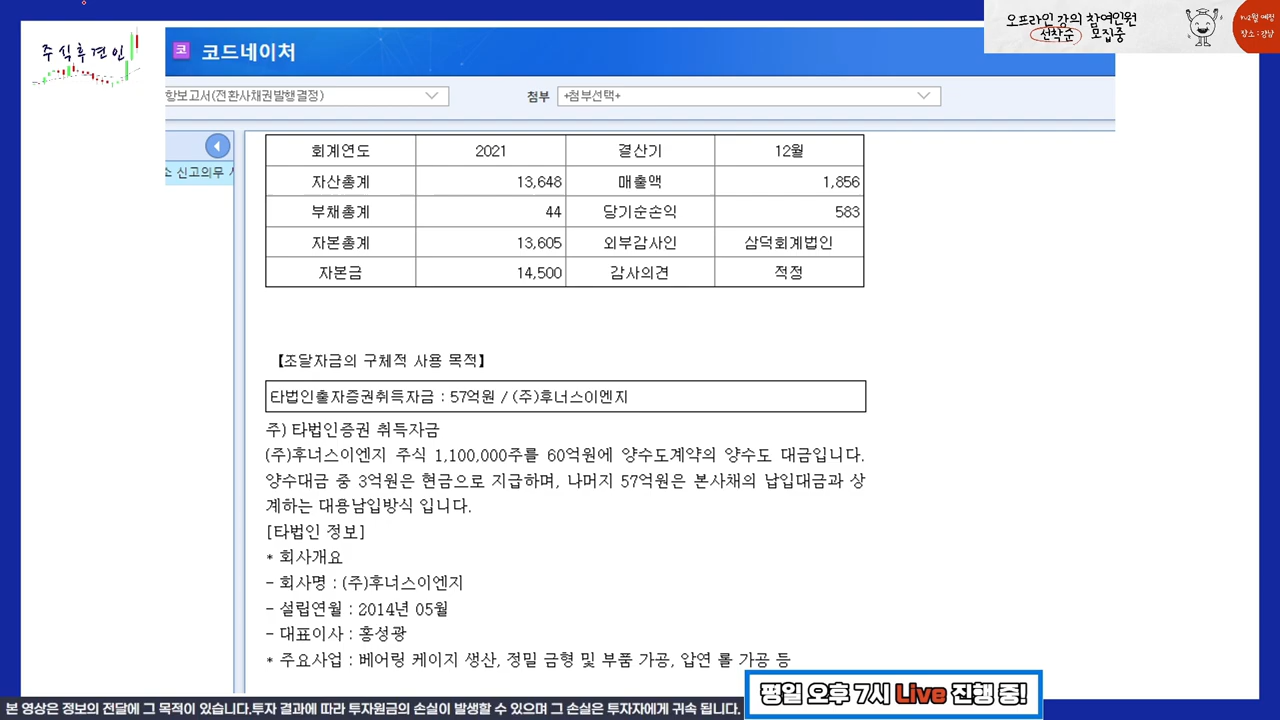 주식후견인
코드네이처
오프라인 강의 참여인원
선착순 모집중
11/2월 예정
장소 : 강남
항보고서(전환사채권발행결정)
첨부
+첨부선택+
소 신고의무 사
회계연도 2021 결산기 12월
자산총계 13,648 매출액 1,856
부채총계 44 당기순손익 583
자본총계 13,605 외부감사인 삼덕회계법인
자본금 14,500 감사의견 적정
【조달자금의 구체적 사용 목적】
타법인출자증권취득자금 : 57억원 / (주)후너스이엔지
주) 타법인증권 취득자금
(주)후너스이엔지 주식 1,100,000주를 60억원에 양수도계약의 양수도 대금입니다.
양수대금 중 3억원은 현금으로 지급하며, 나머지 57억원은 본사채의 납입대금과 상
계하는 대용납입방식 입니다.
[타법인 정보]
* 회사개요
- 회사명 : (주)후너스이엔지
- 설립연월 : 2014년 05월
- 대표이사 : 홍성광
* 주요사업 : 베어링 케이지 생산, 정밀 금형 및 부품 가공, 압연 롤 가공 등
평일 오후 7시 Live 진행 중!
본 영상은 정보의 전달에 그 목적이 있습니다.투자 결과에 따라 투자원금의 손실이 발생할 수 있으며 그 손실은 투자자에게 귀속 됩니다.